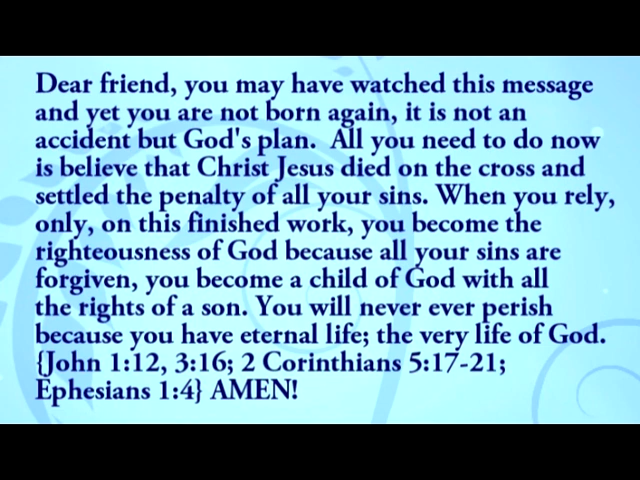 Dear friend, you may have watched this message
and yet you are not born again, it is not an
accident but God's plan.  All you need to do now
is believe that Christ Jesus died on the cross and
settled the penalty of all your sins. When you rely,
only, on this finished work, you become the
righteousness of God because all your sins are
forgiven, you become a child of God with all
the rights of a son. You will never ever perish
because you have eternal life; the very life of God.
{John 1:12, 3:16; 2 Corinthians 5:17-21;
Ephesians 1:4} AMEN!